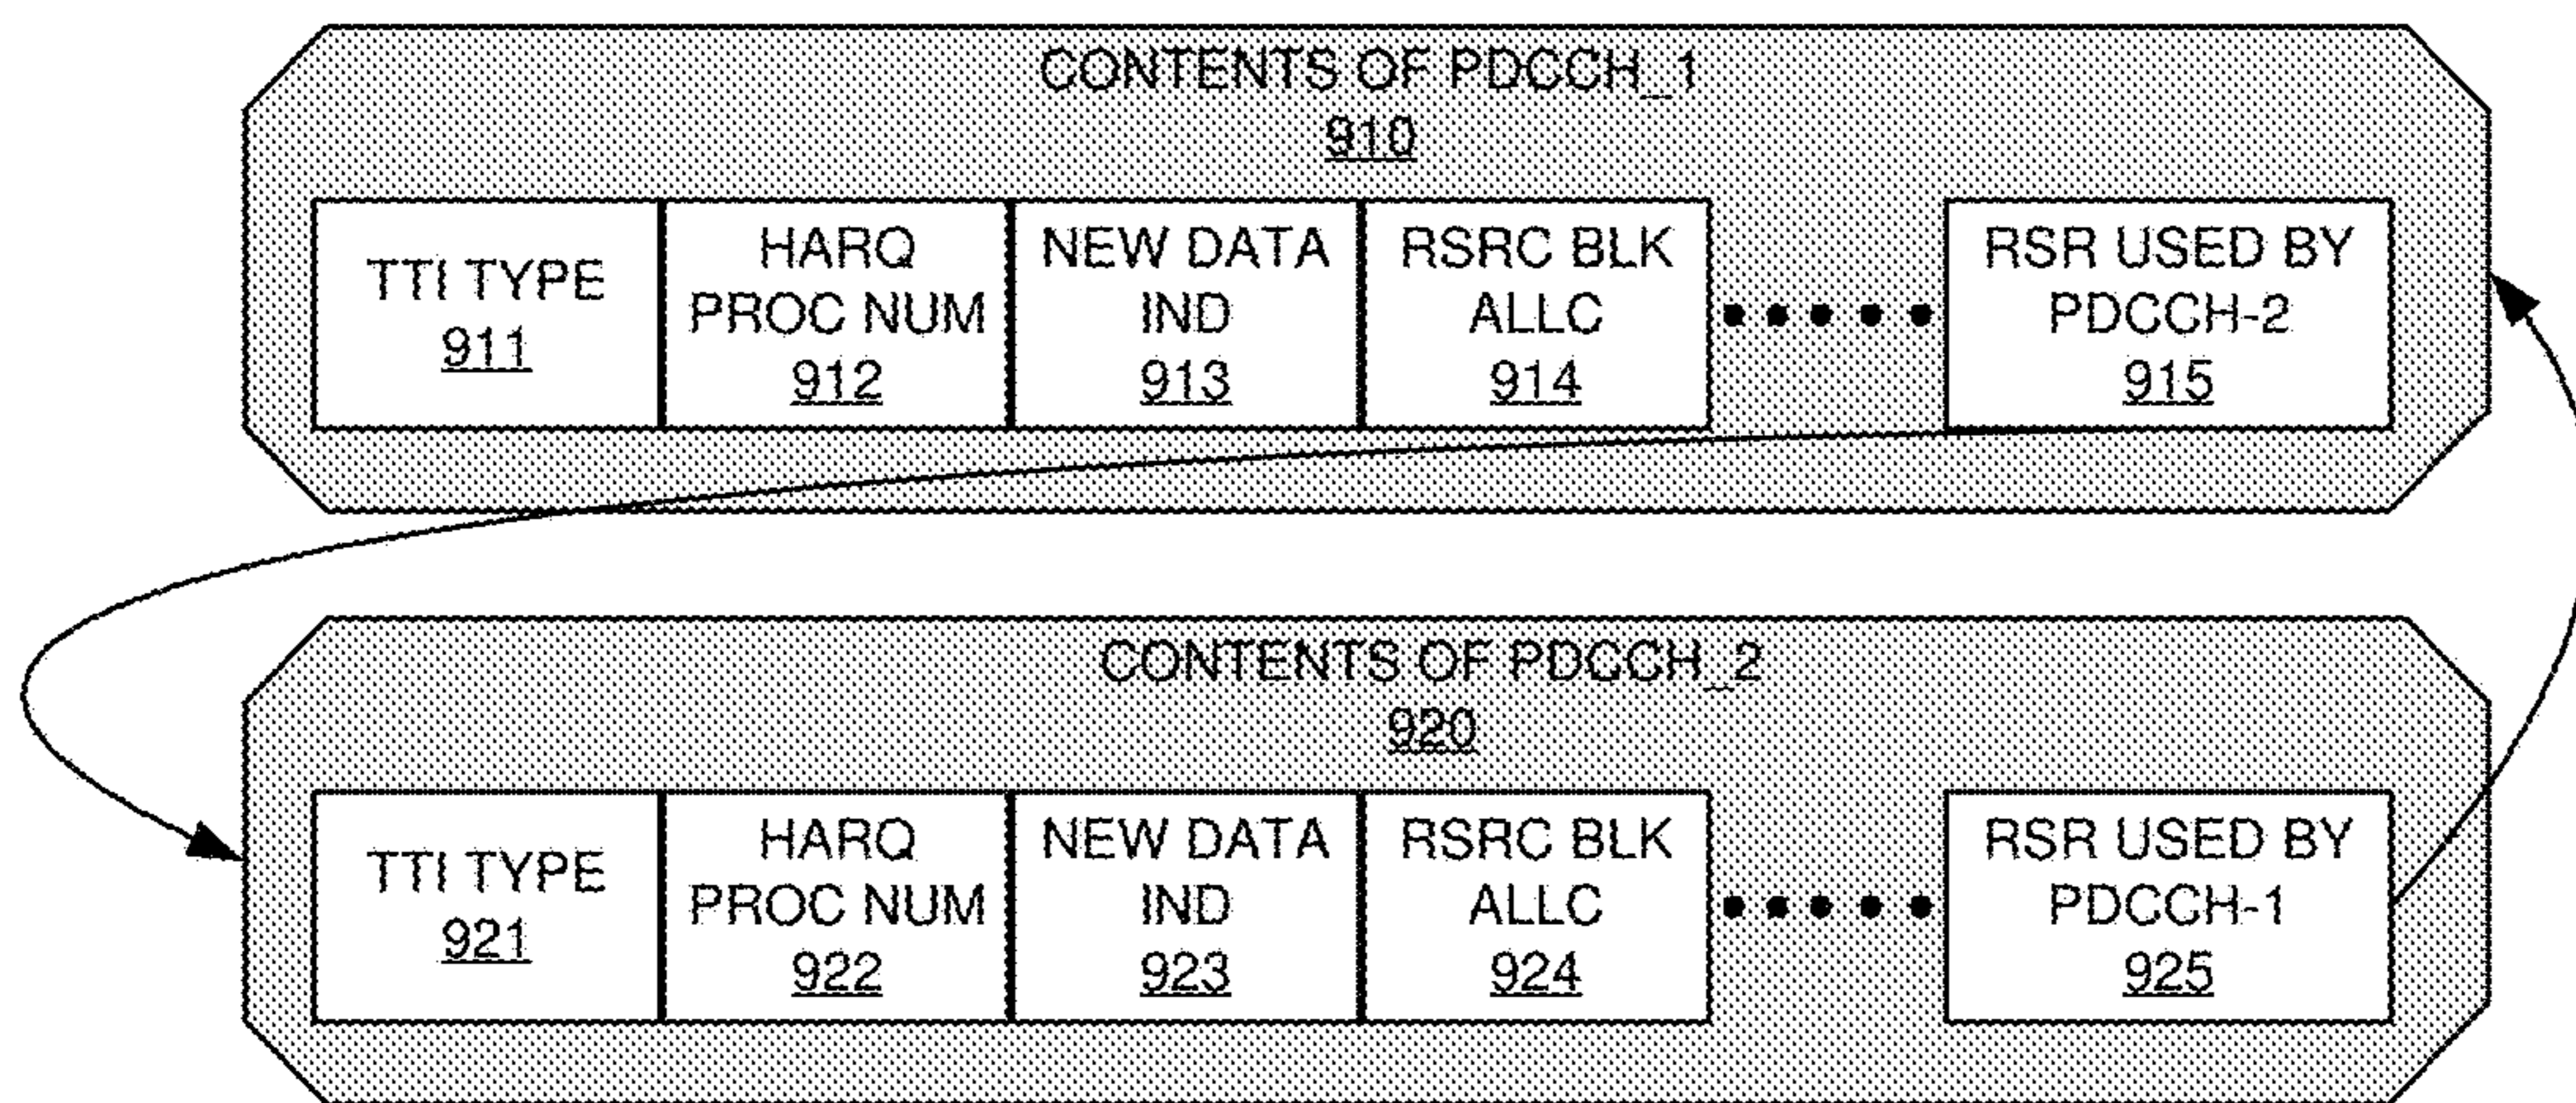 CONTENTS OF PDCCH_1
910
TTI TYPE
911
HARQ
PROC NUM
912
NEW DATA
IND
913
RSRC BLK
ALLC
914
RSR USED BY
PDCCH-2
915
CONTENTS OF PDCCH_2
920
TTI TYPE
921
HARQ
PROC NUM
922
NEW DATA
IND
923
RSRC BLK
ALLC
924
RSR USED BY
PDCCH-1
925